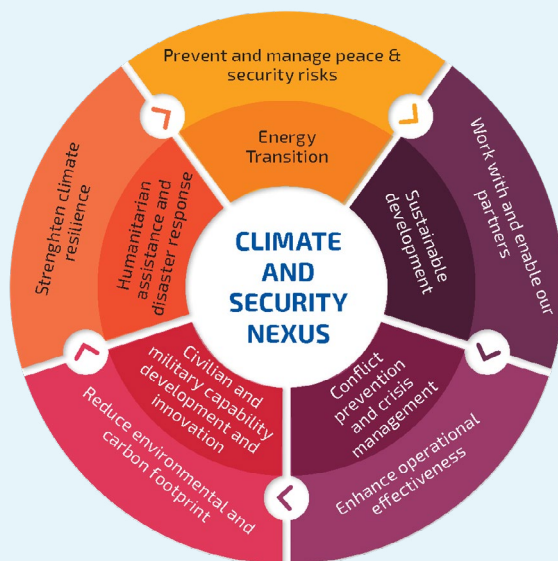 Prevent and manage peace &
security risks
Energy
Transition
Work with and enable our
partners
Sustainable
development
Enhance operational
effectiveness
Conflict
prevention
and crisis
management
Reduce environmental and
carbon footprint
Civilian and
military capability
development and
innovation
Strenghten climate
resilience
Humanitarian
assistance and
disaster response
CLIMATE
AND
SECURITY
NEXUS